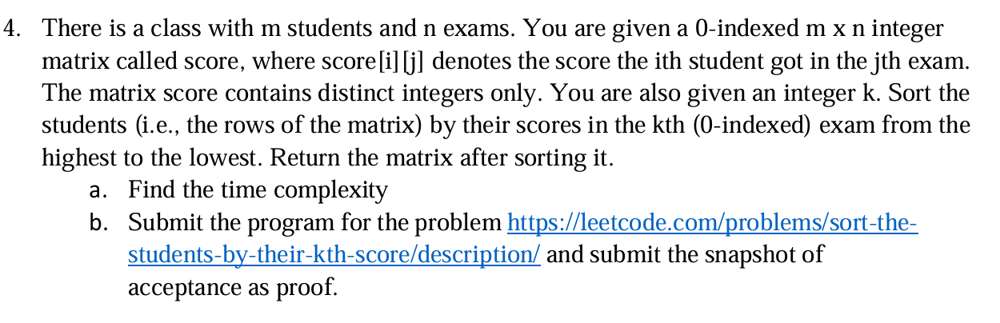 4. There is a class with m students and n exams. You are given a 0-indexed m x n integer
matrix called score, where score[i][j] denotes the score the ith student got in the jth exam.
The matrix score contains distinct integers only. You are also given an integer k. Sort the
students (i.e., the rows of the matrix) by their scores in the kth (0-indexed) exam from the
highest to the lowest. Return the matrix after sorting it.
a. Find the time complexity
b. Submit the program for the problem https://leetcode.com/problems/sort-the-
students-by-their-kth-score/description/ and submit the snapshot of
acceptance as proof.